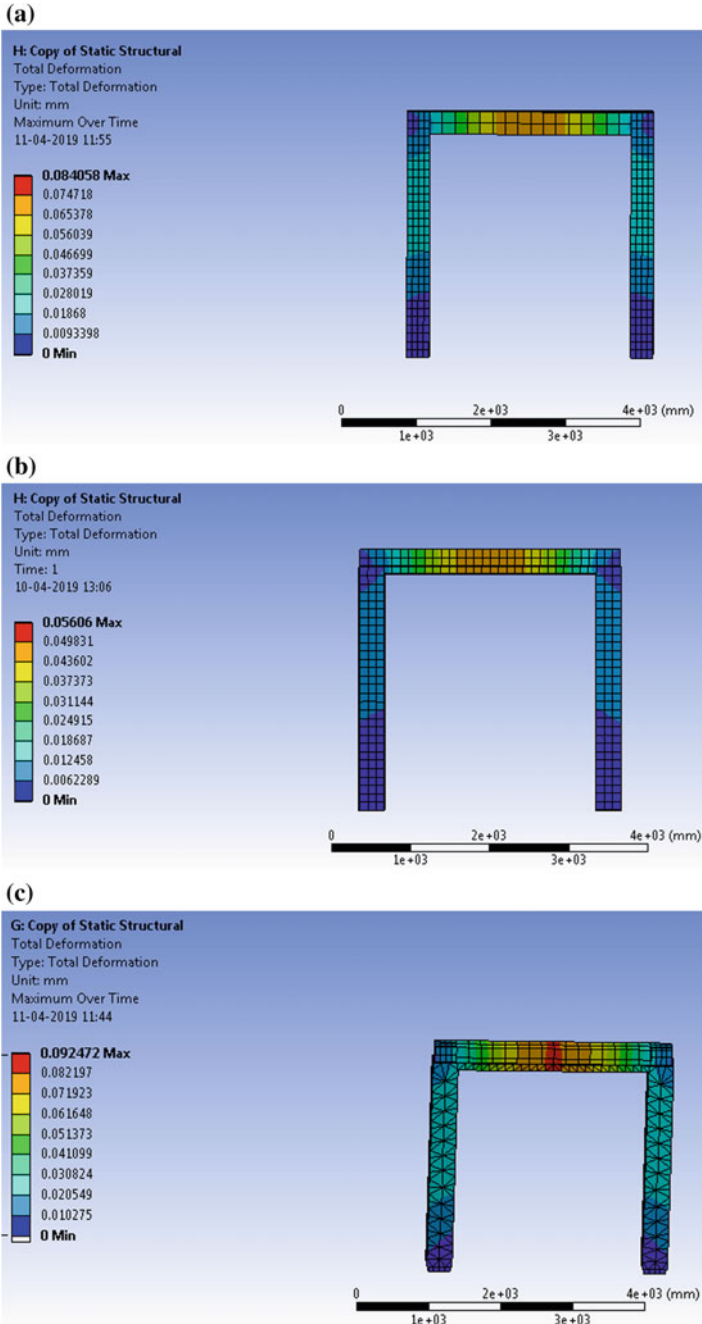 (a)
H: Copy of Static Structural
Total Deformation
Type: Total Deformation
Unit: mm
Maximum Over Time
11-04-2019 11:55
0.084058 Max
0.074718
0.065378
0.056039
0.046699
0.037359
0.028019
0.01868
0.0093398
0 Min
0 2e+03 4e+03 (mm)
1e+03 3e+03
(b)
H: Copy of Static Structural
Total Deformation
Type: Total Deformation
Unit: mm
Time: 1
10-04-2019 13:06
0.05606 Max
0.049831
0.043602
0.037373
0.031144
0.024915
0.018687
0.012458
0.0062289
0 Min
0 2e+03 4e+03 (mm)
1e+03 3e+03
(c)
G: Copy of Static Structural
Total Deformation
Type: Total Deformation
Unit: mm
Maximum Over Time
11-04-2019 11:44
0.092472 Max
0.082197
0.071923
0.061648
0.051373
0.041099
0.030824
0.020549
0.010275
0 Min
0 2e+03 4e+03 (mm)
1e+03 3e+03